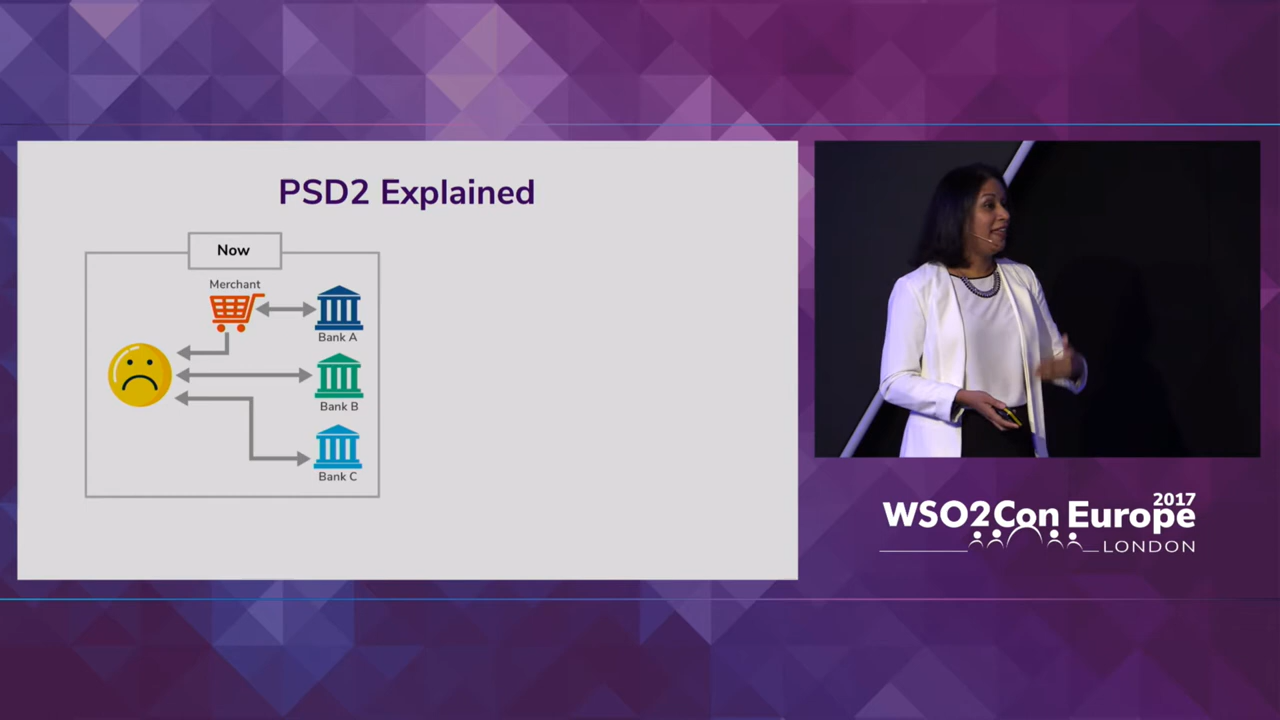 PSD2 Explained
Now
Merchant
Bank A
Bank B
Bank C
2017
WSO2Con Europe
LONDON